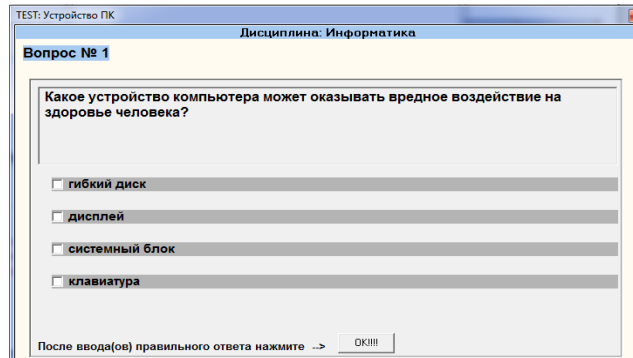 TEST: Устройство ПК
Дисциплина: Информатика
Вопрос № 1
Какое устройство компьютера может оказывать вредное воздействие на
здоровье человека?
гибкий диск
дисплей
системный блок
клавиатура
После ввода(ов) правильного ответа нажмите --> OK!!!!